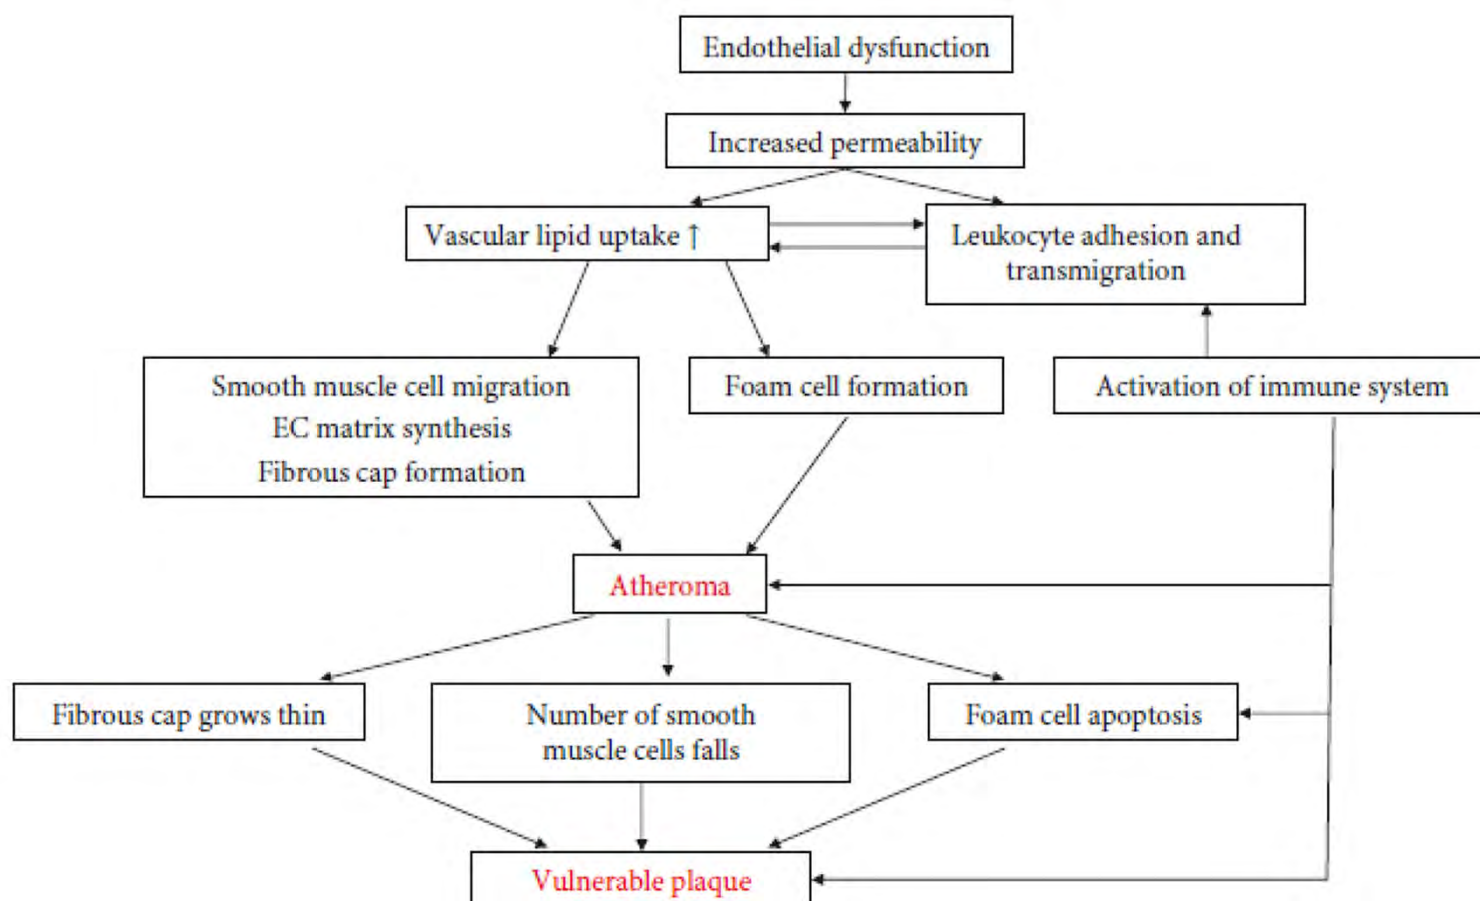 Endothelial dysfunction
Increased permeability
Vascular lipid uptake ↑
Leukocyte adhesion and
transmigration
Smooth muscle cell migration
EC matrix synthesis
Fibrous cap formation
Foam cell formation
Activation of immune system
Atheroma
Fibrous cap grows thin
Number of smooth
muscle cells falls
Foam cell apoptosis
Vulnerable plaque